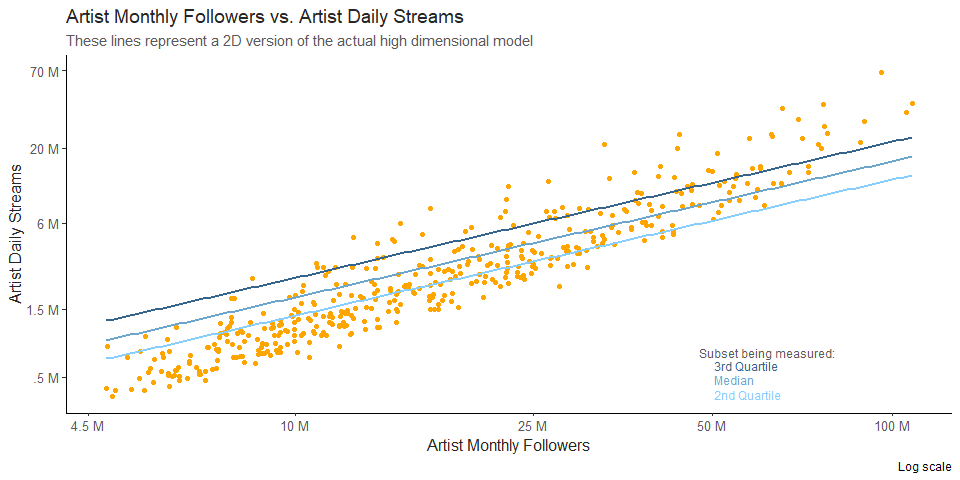 Artist Monthly Followers vs. Artist Daily Streams
These lines represent a 2D version of the actual high dimensional model
70 M
20 M
6 M
1.5 M
.5 M
Artist Daily Streams
Subset being measured:
3rd Quartile
Median
2nd Quartile
4.5 M
10 M
25 M
50 M
100 M
Artist Monthly Followers
Log scale